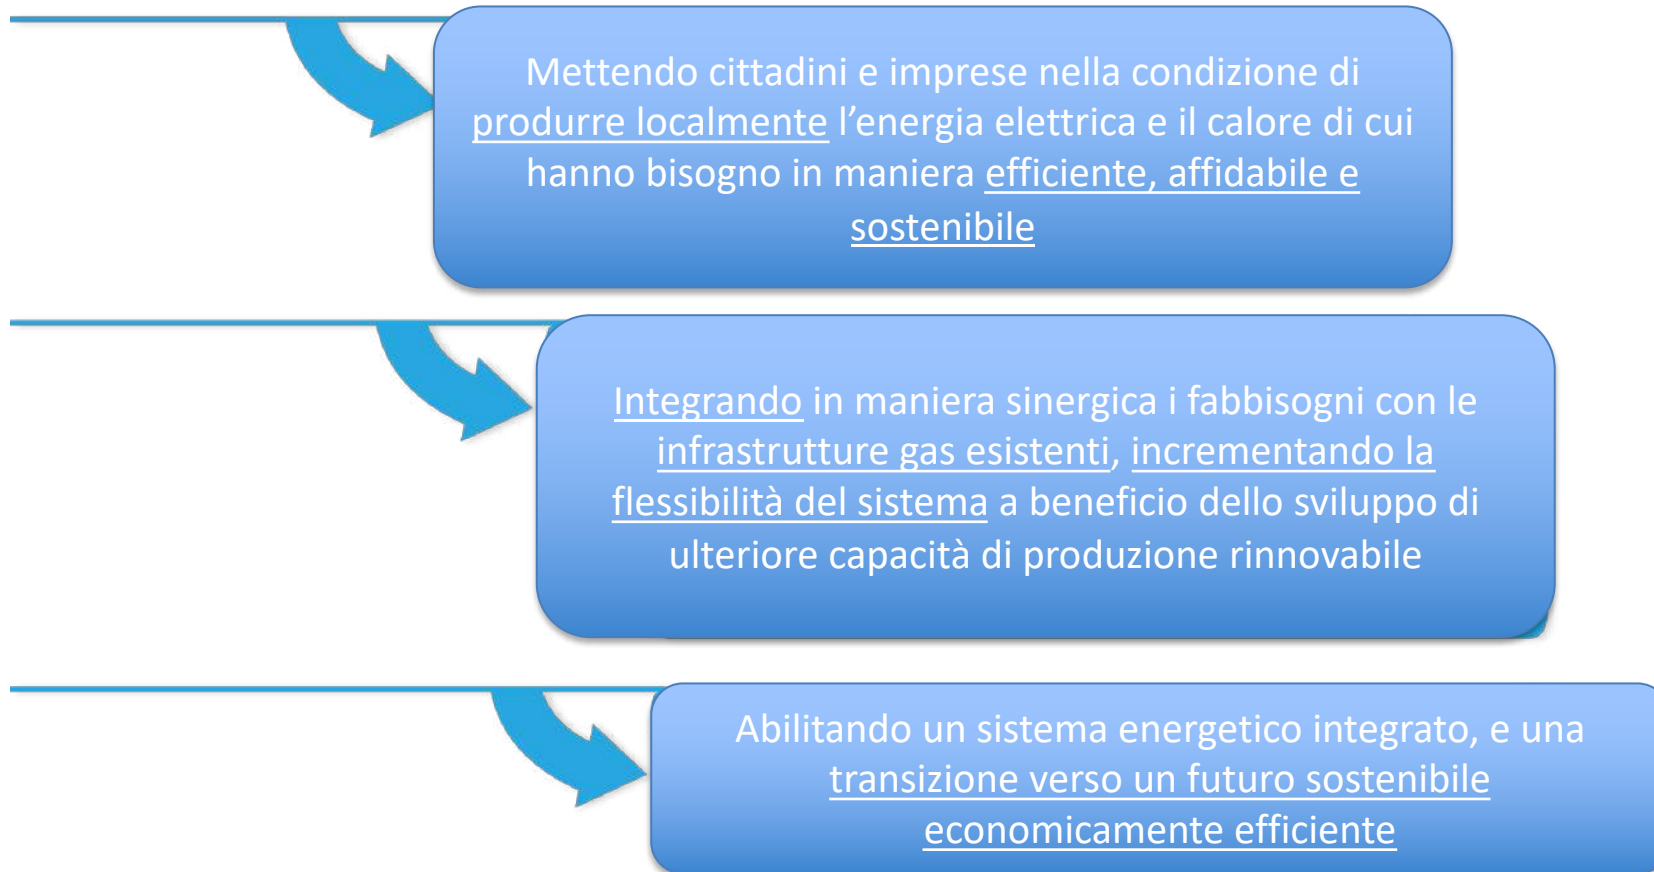 Mettendo cittadini e imprese nella condizione di
produrre localmente l’energia elettrica e il calore di cui
hanno bisogno in maniera efficiente, affidabile e
sostenibile
Integrando in maniera sinergica i fabbisogni con le
infrastrutture gas esistenti, incrementando la
flessibilità del sistema a beneficio dello sviluppo di
ulteriore capacità di produzione rinnovabile
Abilitando un sistema energetico integrato, e una
transizione verso un futuro sostenibile
economicamente efficiente